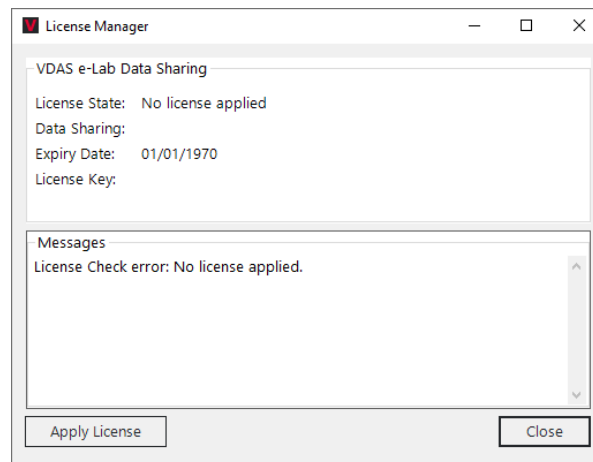 License Manager
VDAS e-Lab Data Sharing
License State: No license applied
Data Sharing:
Expiry Date: 01/01/1970
License Key:
Messages
License Check error: No license applied.
Apply License
Close